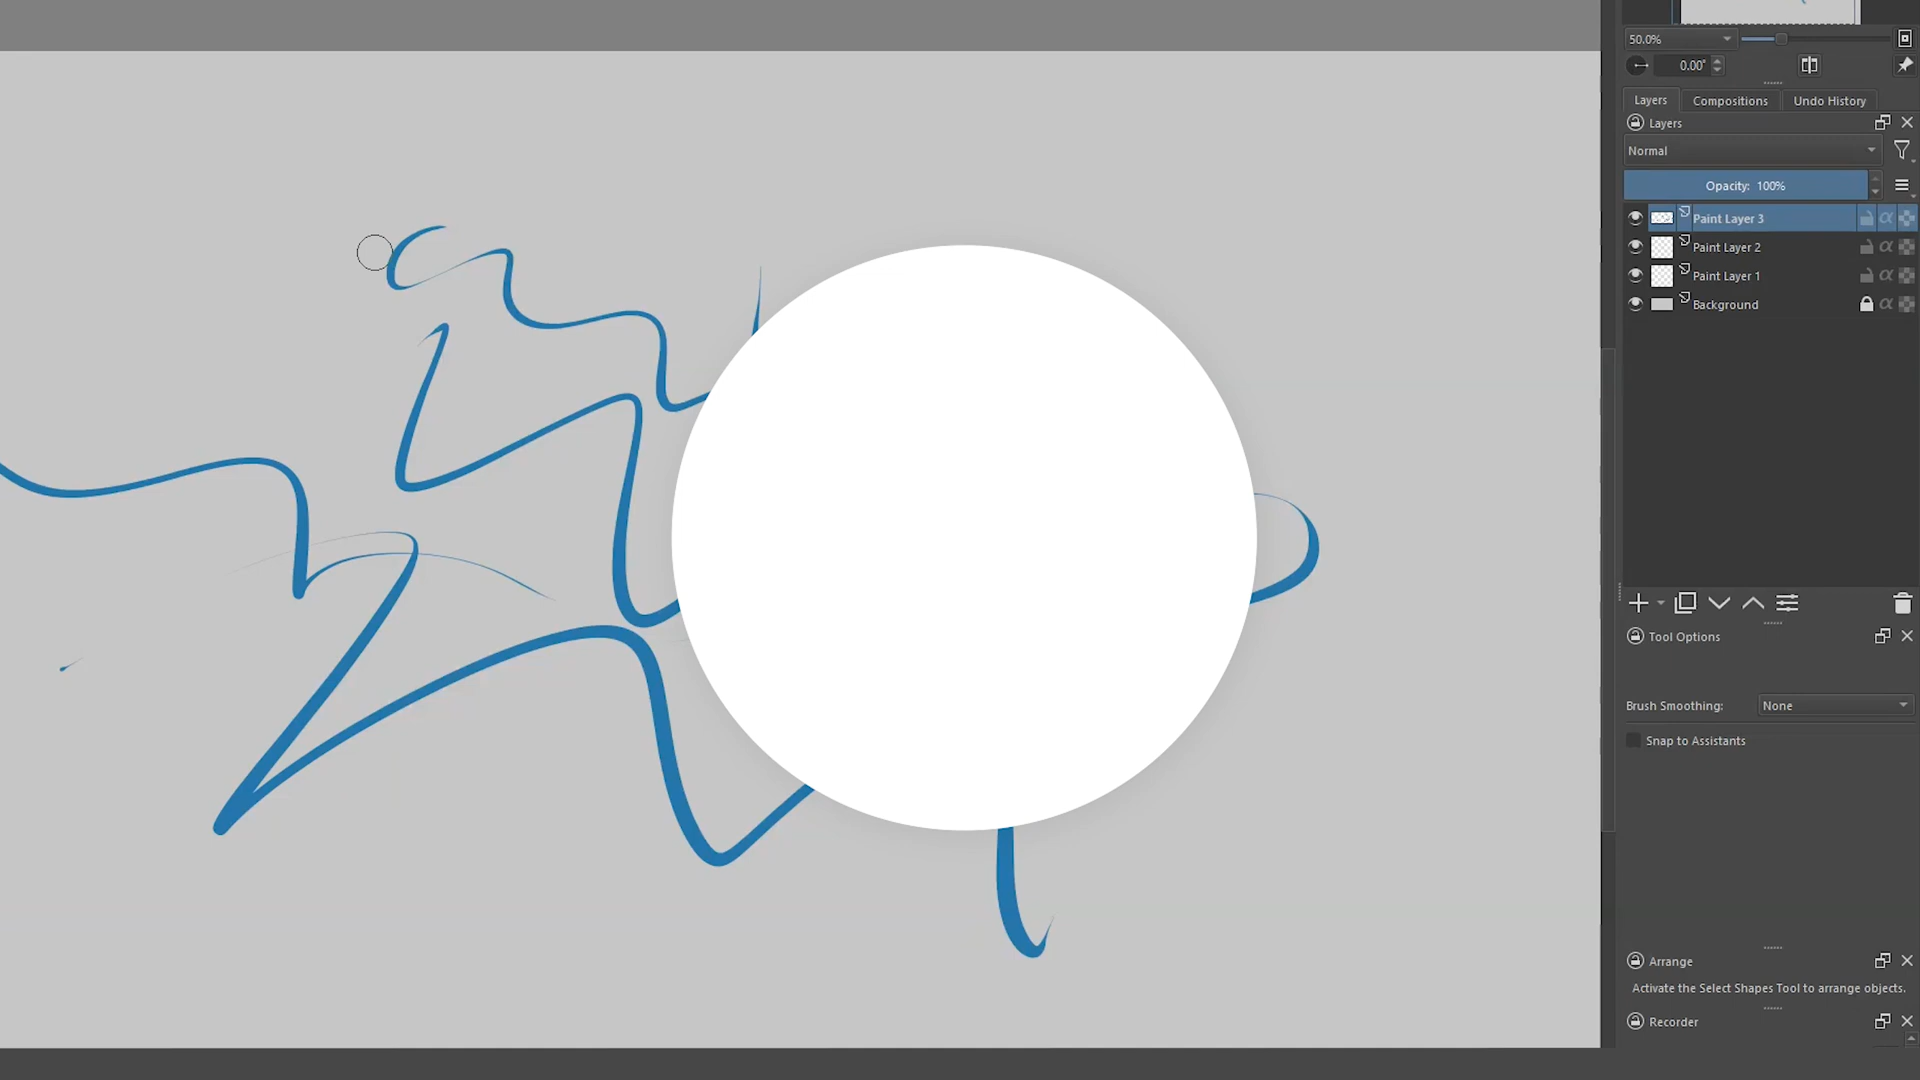 50.0%
0.00°
Layers Compositions Undo History
Layers
Normal
Opacity: 100%
Paint Layer 3
Paint Layer 2
Paint Layer 1
Background
Tool Options
Brush Smoothing: None
Snap to Assistants
Arrange
Activate the Select Shapes Tool to arrange objects.
Recorder